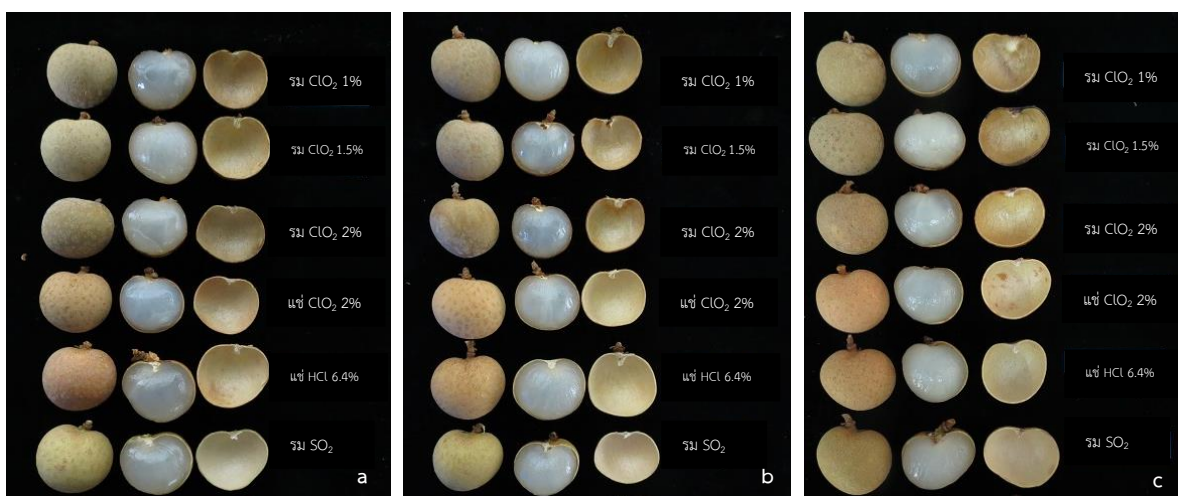 รม ClO₂ 1%
รม ClO₂ 1.5%
รม ClO₂ 2%
แช่ ClO₂ 2%
แช่ HCl 6.4%
รม SO₂
a
รม ClO₂ 1%
รม ClO₂ 1.5%
รม ClO₂ 2%
แช่ ClO₂ 2%
แช่ HCl 6.4%
รม SO₂
b
รม ClO₂ 1%
รม ClO₂ 1.5%
รม ClO₂ 2%
แช่ ClO₂ 2%
แช่ HCl 6.4%
รม SO₂
c